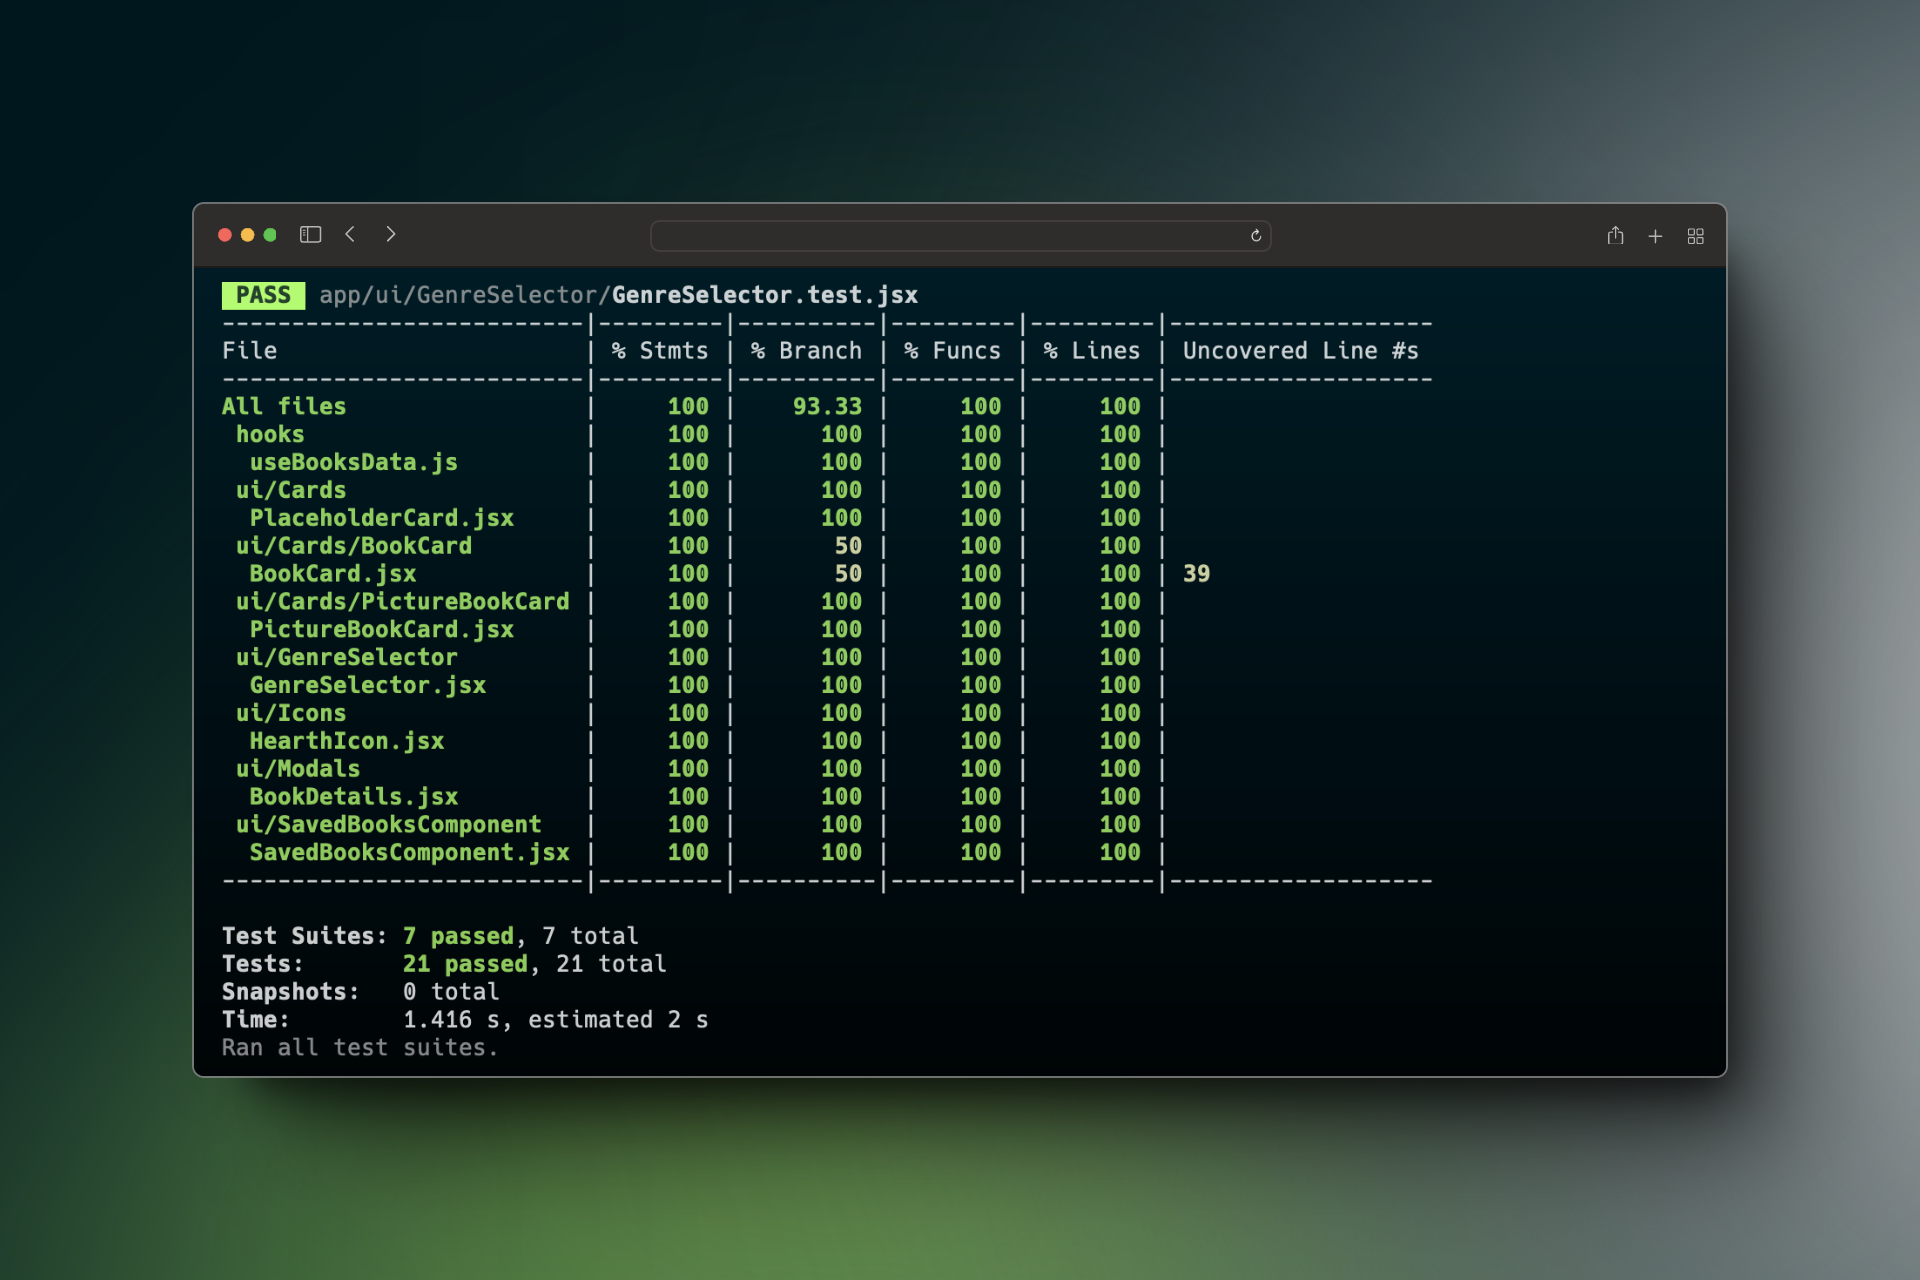 PASS app/ui/GenreSelector/GenreSelector.test.jsx
--------------------------|---------|----------|---------|---------|-------------------
File                      | % Stmts | % Branch | % Funcs | % Lines | Uncovered Line #s
--------------------------|---------|----------|---------|---------|-------------------
All files                 |     100 |    93.33 |     100 |     100 |
 hooks                    |     100 |      100 |     100 |     100 |
  useBooksData.js         |     100 |      100 |     100 |     100 |
 ui/Cards                 |     100 |      100 |     100 |     100 |
  PlaceholderCard.jsx     |     100 |      100 |     100 |     100 |
 ui/Cards/BookCard        |     100 |       50 |     100 |     100 |
  BookCard.jsx            |     100 |       50 |     100 |     100 | 39
 ui/Cards/PictureBookCard |     100 |      100 |     100 |     100 |
  PictureBookCard.jsx     |     100 |      100 |     100 |     100 |
 ui/GenreSelector         |     100 |      100 |     100 |     100 |
  GenreSelector.jsx       |     100 |      100 |     100 |     100 |
 ui/Icons                 |     100 |      100 |     100 |     100 |
  HearthIcon.jsx          |     100 |      100 |     100 |     100 |
 ui/Modals                |     100 |      100 |     100 |     100 |
  BookDetails.jsx         |     100 |      100 |     100 |     100 |
 ui/SavedBooksComponent   |     100 |      100 |     100 |     100 |
  SavedBooksComponent.jsx |     100 |      100 |     100 |     100 |
--------------------------|---------|----------|---------|---------|-------------------
Test Suites: 7 passed, 7 total
Tests:       21 passed, 21 total
Snapshots:   0 total
Time:        1.416 s, estimated 2 s
Ran all test suites.